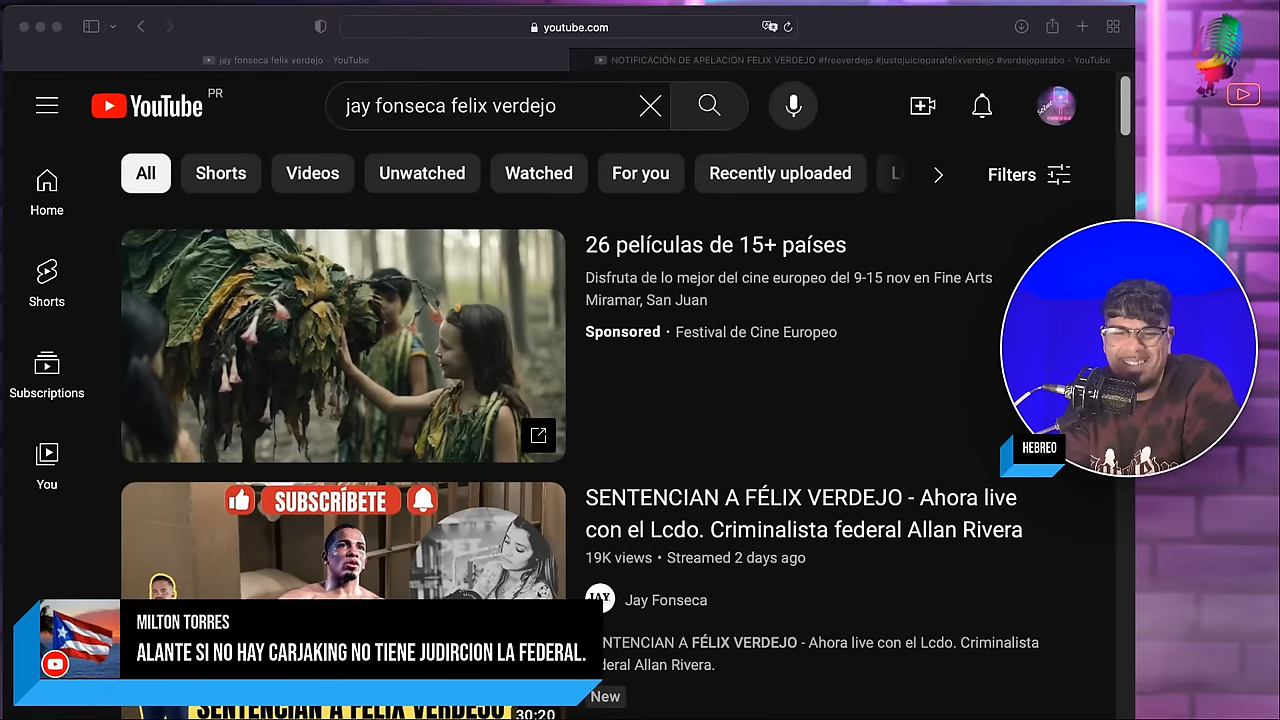 youtube.com
jay fonseca felix verdejo - YouTube
NOTIFICACIÓN DE APELACIÓN FELIX VERDEJO #freeverdejo #justojuicioparafelixverdejo #verdejoparabo - YouTube
YouTube PR
jay fonseca felix verdejo
All
Shorts
Videos
Unwatched
Watched
For you
Recently uploaded
Filters
Home
Shorts
Subscriptions
You
26 películas de 15+ países
Disfruta de lo mejor del cine europeo del 9-15 nov en Fine Arts
Miramar, San Juan
Sponsored · Festival de Cine Europeo
HEBREO
SUSCRÍBETE
SENTENCIAN A FÉLIX VERDEJO - Ahora live
con el Lcdo. Criminalista federal Allan Rivera
19K views • Streamed 2 days ago
JAY
Jay Fonseca
ENTENCIAN A FÉLIX VERDEJO - Ahora live con el Lcdo. Criminalista
deral Allan Rivera.
New
MILTON TORRES
ALANTE SI NO HAY CARJAKING NO TIENE JUDIRCION LA FEDERAL.
SENTENCIAN A FELIX VERDEJO
30:20